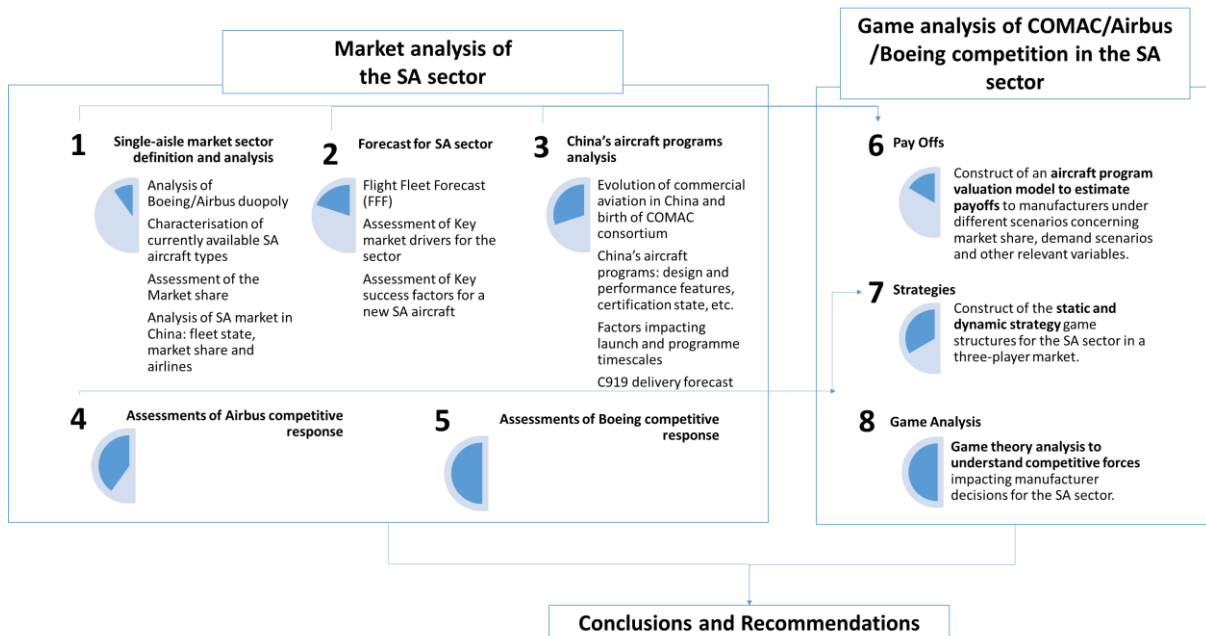 Market analysis of
the SA sector
Game analysis of COMAC/Airbus
/Boeing competition in the SA
sector
1
Single-aisle market sector
definition and analysis
Analysis of
Boeing/Airbus duopoly
Characterisation of
currently available SA
aircraft types
Assessment of the
Market share
Analysis of SA market in
China: fleet state,
market share and
airlines
2
Forecast for SA sector
Flight Fleet Forecast
(FFF)
Assessment of Key
market drivers for the
sector
Assessment of Key
success factors for a
new SA aircraft
3
China's aircraft programs
analysis
Evolution of commercial
aviation in China and
birth of COMAC
consortium
China's aircraft
programs: design and
performance features,
certification state, etc.
Factors impacting
launch and programme
timescales
C919 delivery forecast
4
Assessments of Airbus competitive
response
5
Assessments of Boeing competitive
response
6
Pay Offs
Construct of an aircraft program
valuation model to estimate
payoffs to manufacturers under
different scenarios concerning
market share, demand scenarios
and other relevant variables.
7
Strategies
Construct of the static and
dynamic strategy game
structures for the SA sector in a
three-player market.
8
Game Analysis
Game theory analysis to
understand competitive forces
impacting manufacturer
decisions for the SA sector.
Conclusions and Recommendations